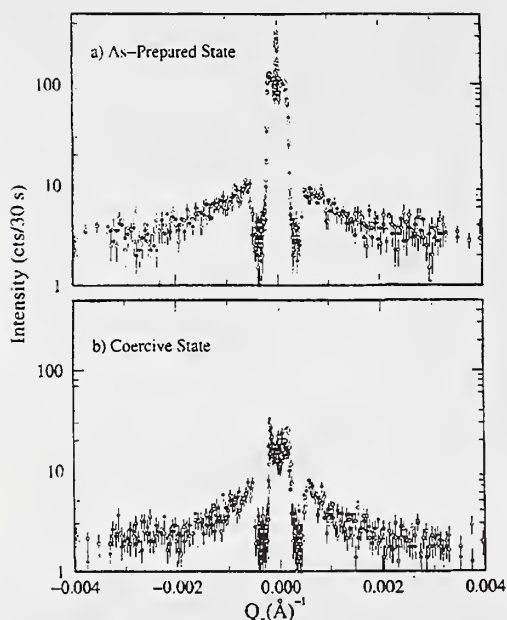 a) As-Prepared State
100
10
1
Intensity (cts/30 s)
b) Coercive State
100
10
1
-0.004
-0.002
0.000
0.002
0.004
Qx(Å)-1